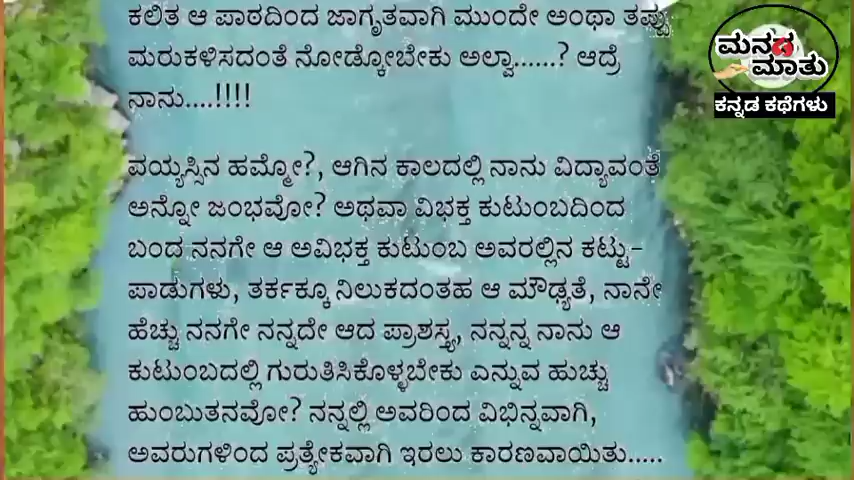 ಕಲಿತ ಆ ಪಾಠದಿಂದ ಜಾಗೃತವಾಗಿ ಮುಂದೇ ಅಂಥಾ ತಪ್ಪು
ಮರುಕಳಿಸದಂತೆ ನೋಡ್ಕೋಬೇಕು ಅಲ್ವಾ......? ಆದ್ರೆ
ನಾನು....!!!!
ವಯ್ಯಸ್ಸಿನ ಹಮ್ಮೋ?, ಆಗಿನ ಕಾಲದಲ್ಲಿ ನಾನು ವಿದ್ಯಾವಂತೆ
ಅನ್ನೋ ಜಂಭವೋ? ಅಥವಾ ವಿಭಕ್ತ ಕುಟುಂಬದಿಂದ
ಬಂದ ನನಗೇ ಆ ಅವಿಭಕ್ತ ಕುಟುಂಬ ಅವರಲ್ಲಿನ ಕಟ್ಟು-
ಪಾಡುಗಳು, ತರ್ಕಕ್ಕೂ ನಿಲುಕದಂತಹ ಆ ಮೌಢ್ಯತೆ, ನಾನೇ
ಹೆಚ್ಚು ನನಗೇ ನನ್ನದೇ ಆದ ಪ್ರಾಶಸ್ತ್ಯ, ನನ್ನನ್ನ ನಾನು ಆ
ಕುಟುಂಬದಲ್ಲಿ ಗುರುತಿಸಿಕೊಳ್ಳಬೇಕು ಎನ್ನುವ ಹುಚ್ಚು
ಹುಂಬುತನವೋ? ನನ್ನಲ್ಲಿ ಅವರಿಂದ ವಿಭಿನ್ನವಾಗಿ,
ಅವರುಗಳಿಂದ ಪ್ರತ್ಯೇಕವಾಗಿ ಇರಲು ಕಾರಣವಾಯಿತು.....
ಮನದ
ಮಾತು
ಕನ್ನಡ ಕಥೆಗಳು